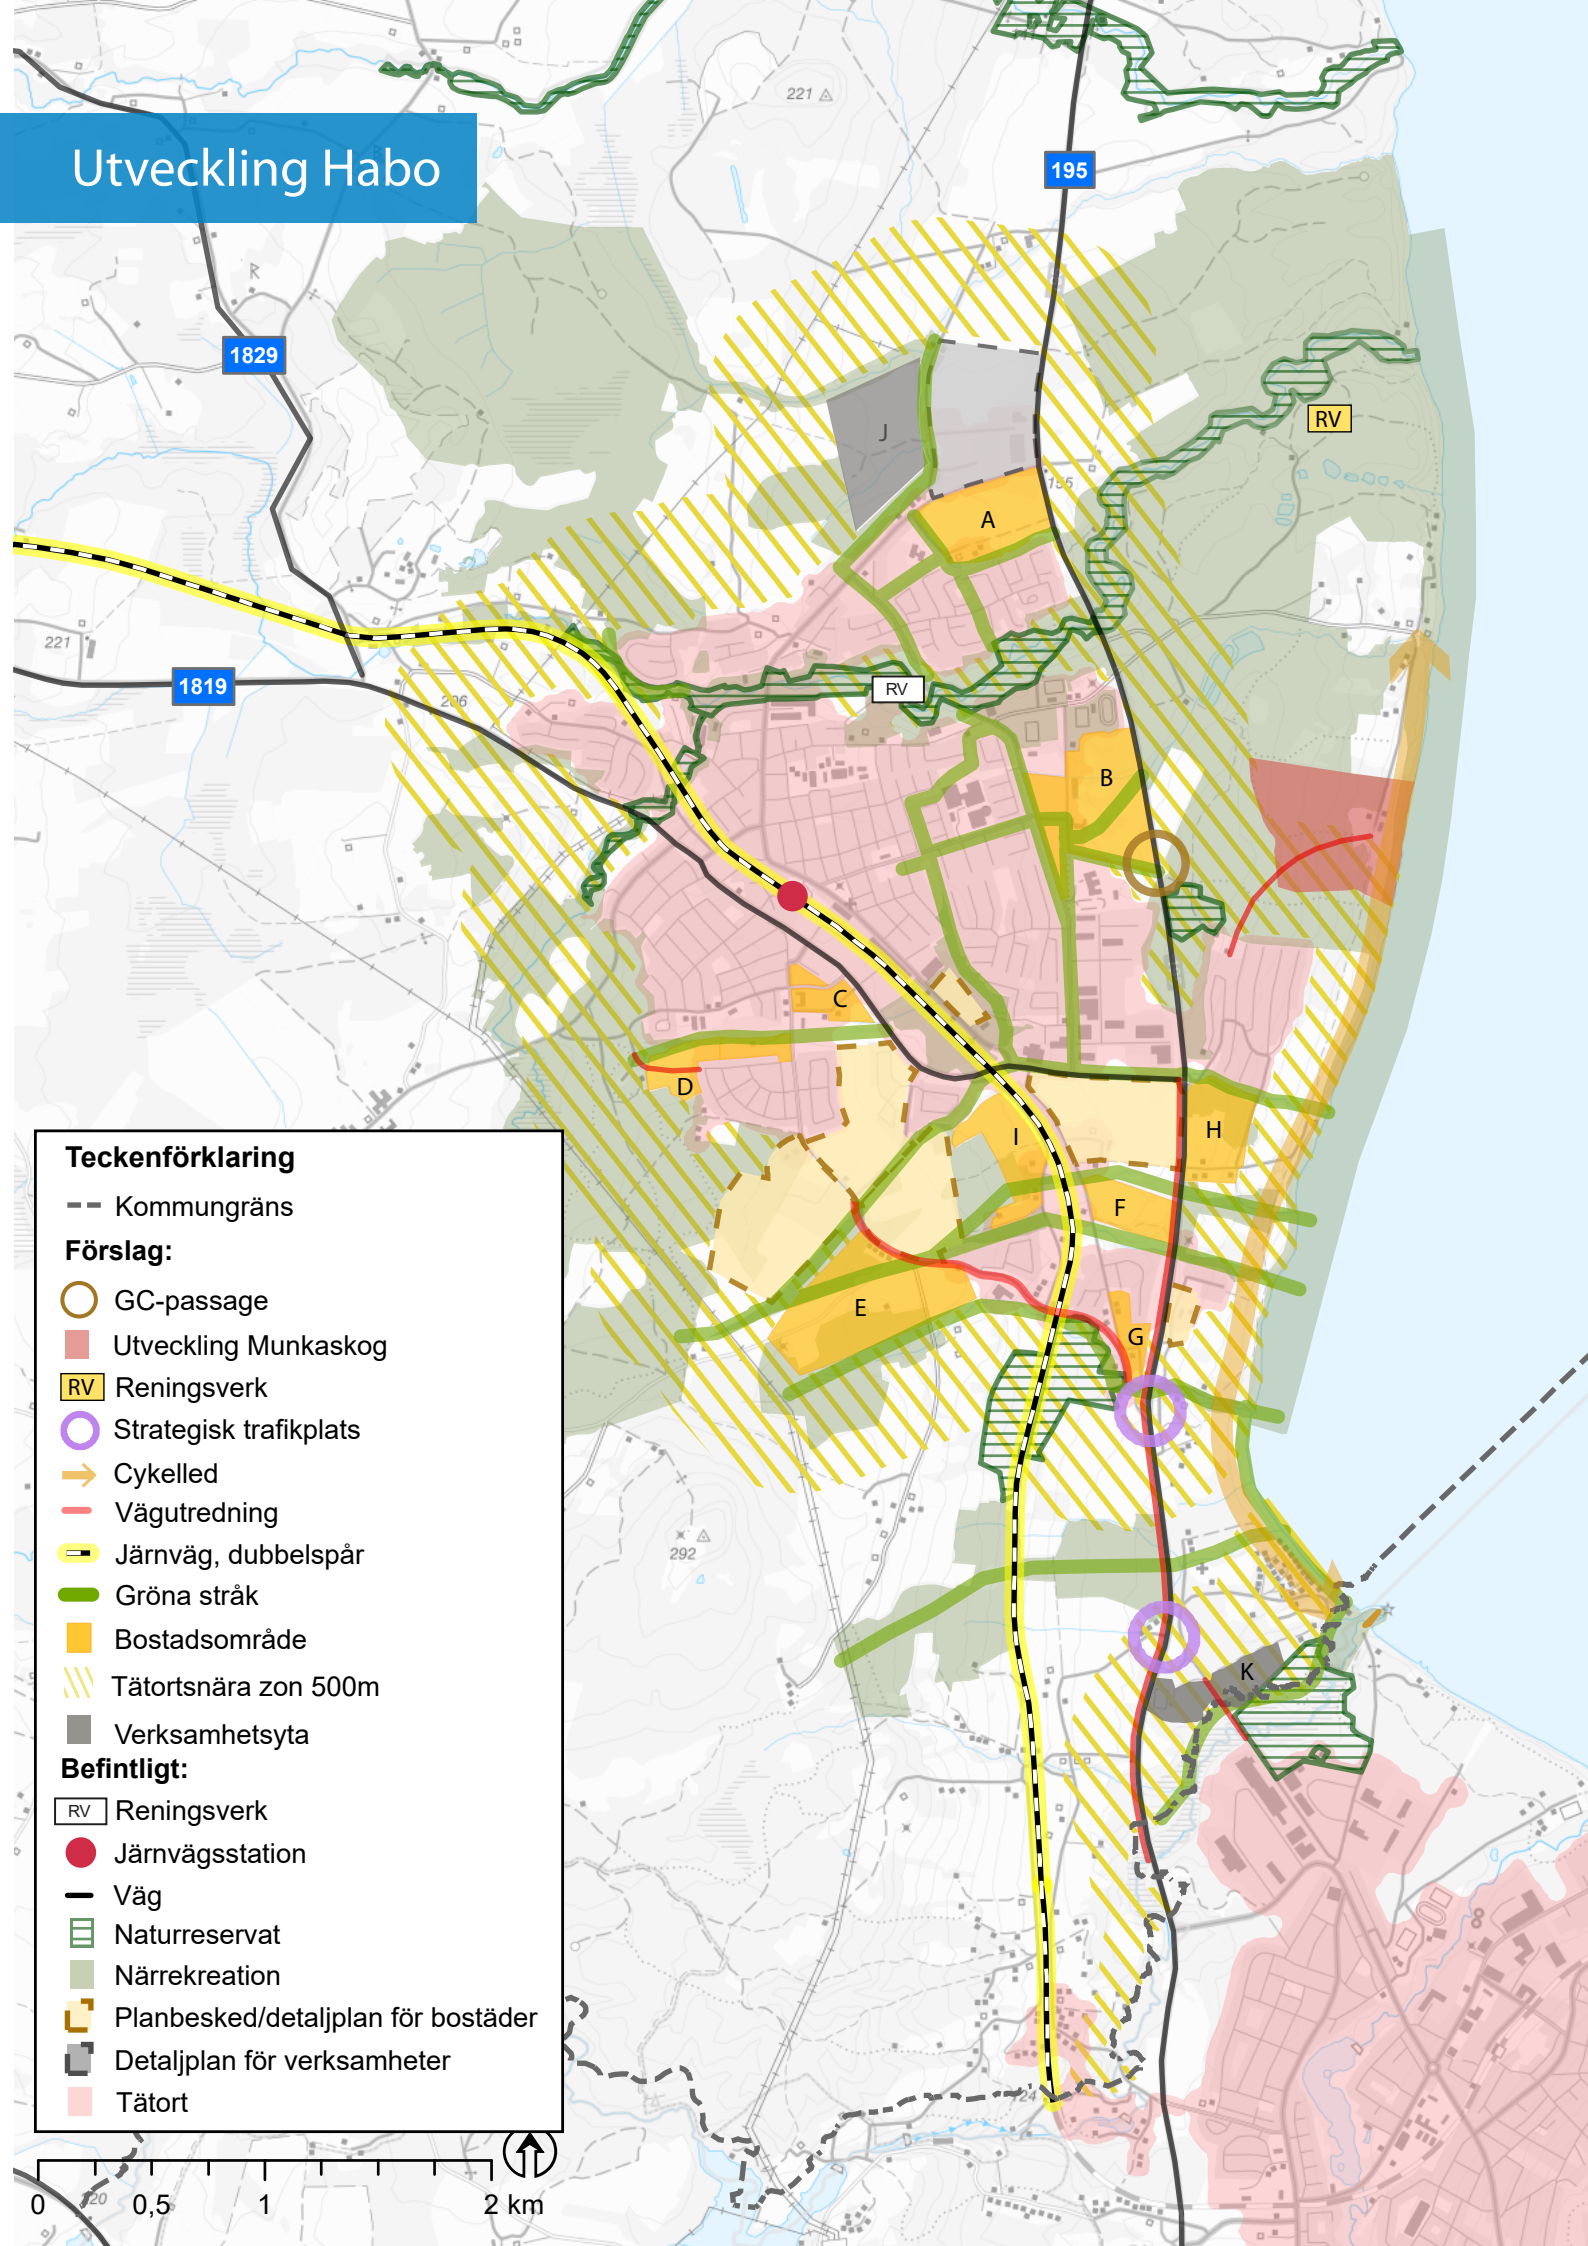 Utveckling Habo
221
195
1829
RV
J
155
A
221
1819
206
RV
B
C
D
I
H
F
E
G
292
K
124
Teckenförklaring
Kommungräns
Förslag:
GC-passage
Utveckling Munkaskog
RV Reningsverk
Strategisk trafikplats
Cykelled
Vägutredning
Järnväg, dubbelspår
Gröna stråk
Bostadsområde
Tätortsnära zon 500m
Verksamhetsyta
Befintligt:
RV Reningsverk
Järnvägsstation
Väg
Naturreservat
Närrekreation
Planbesked/detaljplan för bostäder
Detaljplan för verksamheter
Tätort
0 0,5 1 2 km